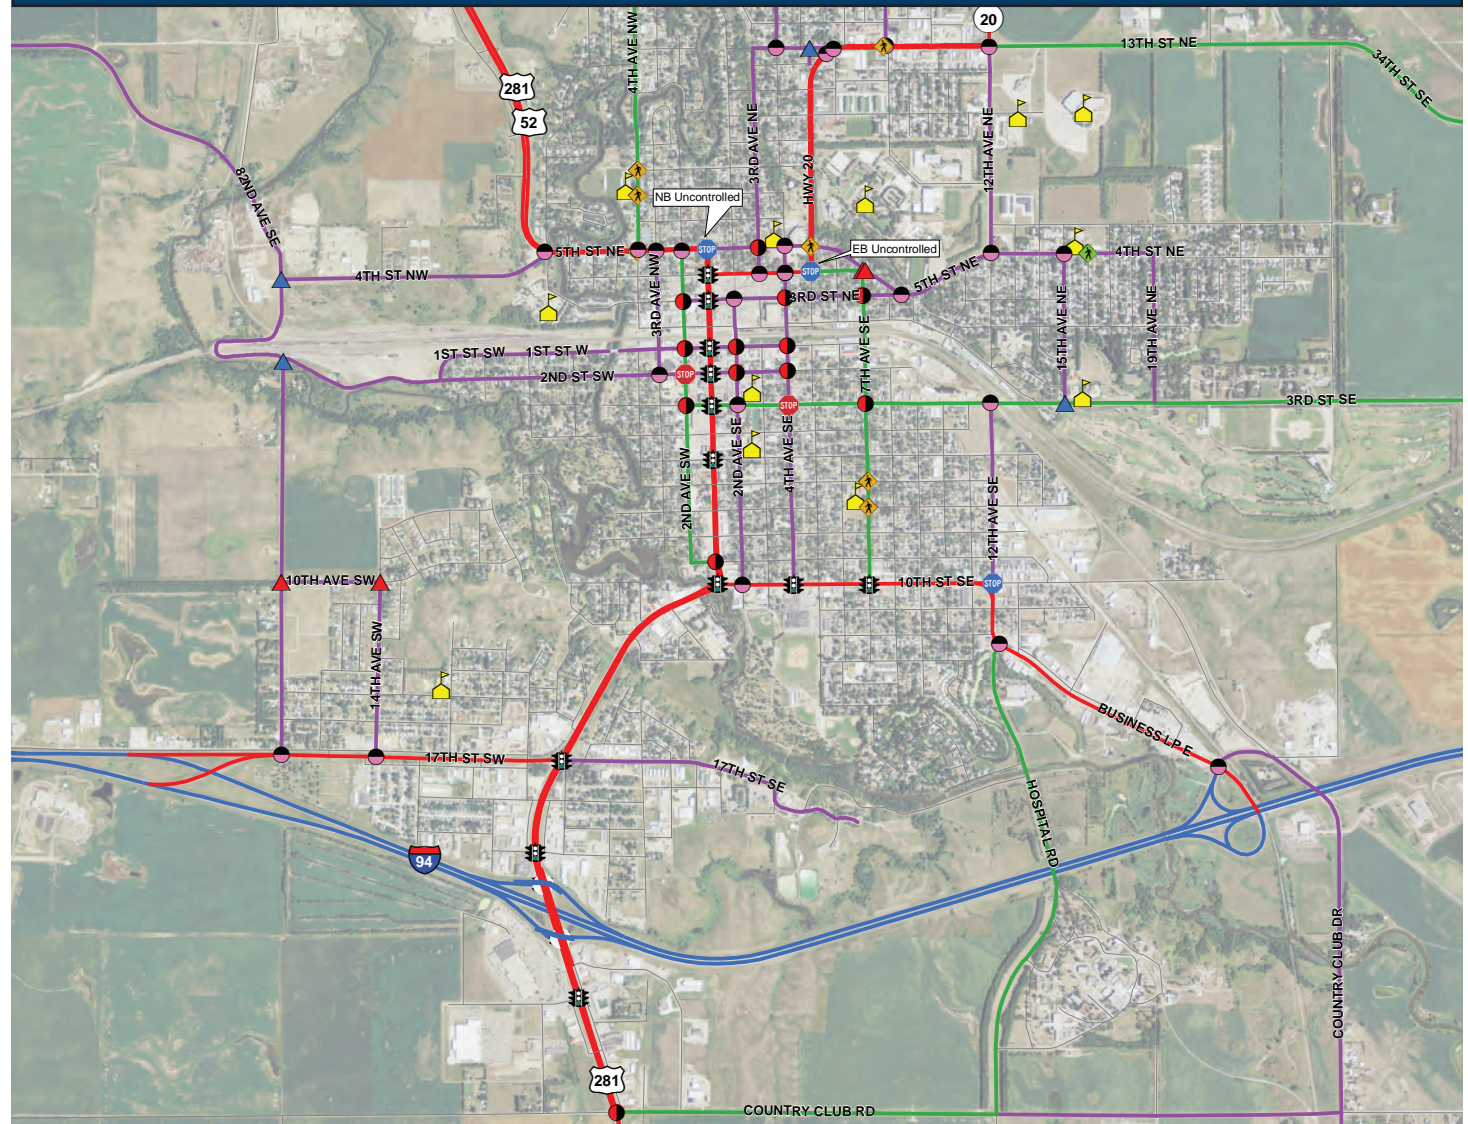 20
13TH ST NE
34TH ST SE
4TH AVE NW
281
52
3RD AVE NE
HWY 20
12TH AVE NE
82ND AVE SE
NB Uncontrolled
EB Uncontrolled
5TH ST NE
STOP
4TH ST NE
4TH ST NW
STOP
5TH ST NE
3RD AVE NW
3RD ST NE
15TH AVE NE
19TH AVE NE
7TH AVE SE
1ST ST SW
1ST ST W
2ND ST SW
STOP
STOP
3RD ST SE
2ND AVE SW
2ND AVE SE
4TH AVE SE
12TH AVE SE
10TH AVE SW
10TH ST SE
STOP
14TH AVE SW
17TH ST SW
17TH ST SE
BUSINESS LP E
HOSPITAL RD
94
COUNTRY CLUB DR
281
COUNTRY CLUB RD